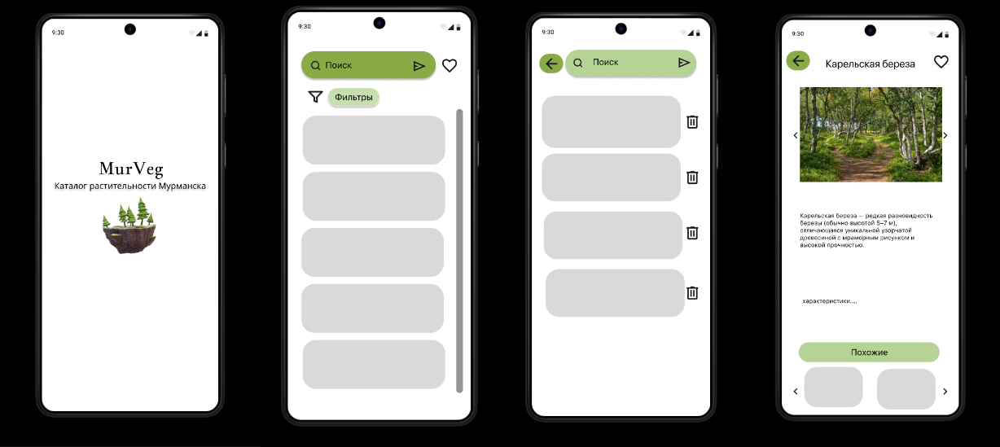 9:30
MurVeg
Каталог растительности Мурманска
9:30
Поиск
Фильтры
9:30
Поиск
9:30
Карельская береза
Карельская береза — редкая разновидность
березы (обычно высотой 5–7 м),
отличающаяся уникальной узорчатой
древесиной с мраморным рисунком и
высокой прочностью.
характеристики....
Похожие